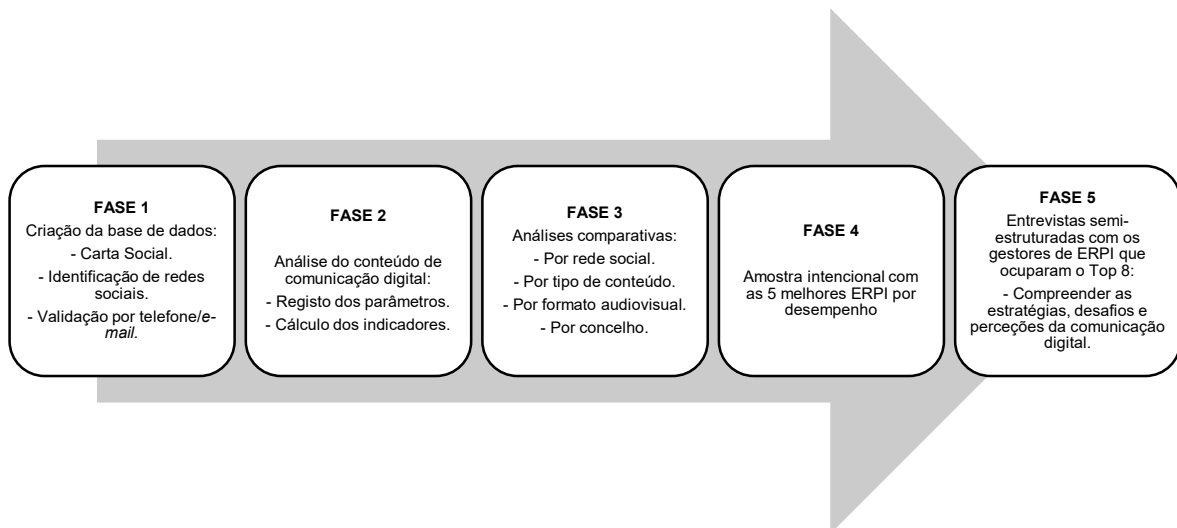 FASE 1
Criação da base de dados:
- Carta Social.
- Identificação de redes
sociais.
- Validação por telefone/e-
mail.
FASE 2
Análise do conteúdo de
comunicação digital:
- Registo dos parâmetros.
- Cálculo dos indicadores.
FASE 3
Análises comparativas:
- Por rede social.
- Por tipo de conteúdo.
- Por formato audiovisual.
- Por concelho.
FASE 4
Amostra intencional com
as 5 melhores ERPI por
desempenho
FASE 5
Entrevistas semi-
estruturadas com os
gestores de ERPI que
ocuparam o Top 8:
- Compreender as
estratégias, desafios e
perceções da comunicação
digital.